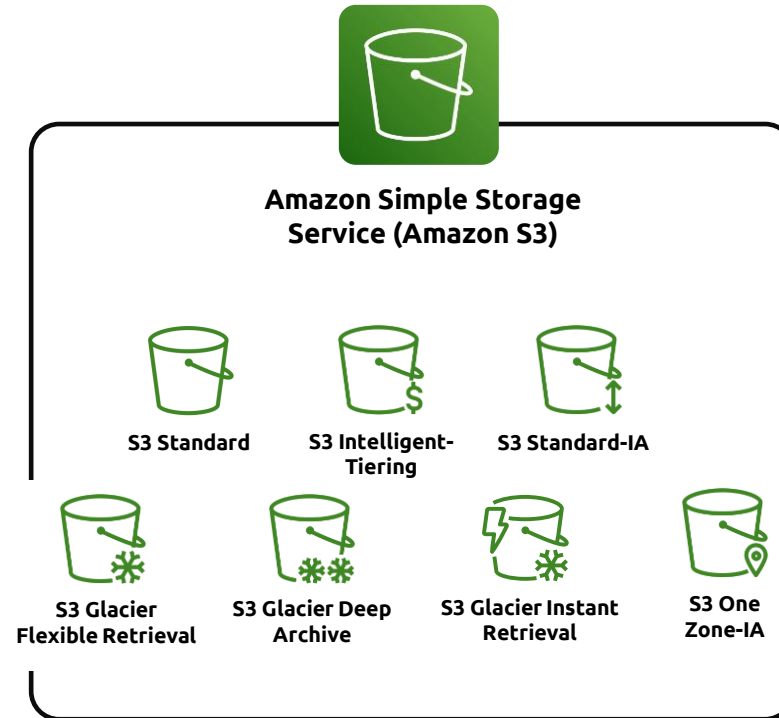 Amazon Simple Storage
Service (Amazon S3)
S3 Standard
S3 Intelligent-
Tiering
S3 Standard-IA
S3 Glacier
Flexible Retrieval
S3 Glacier Deep
Archive
S3 Glacier Instant
Retrieval
S3 One
Zone-IA